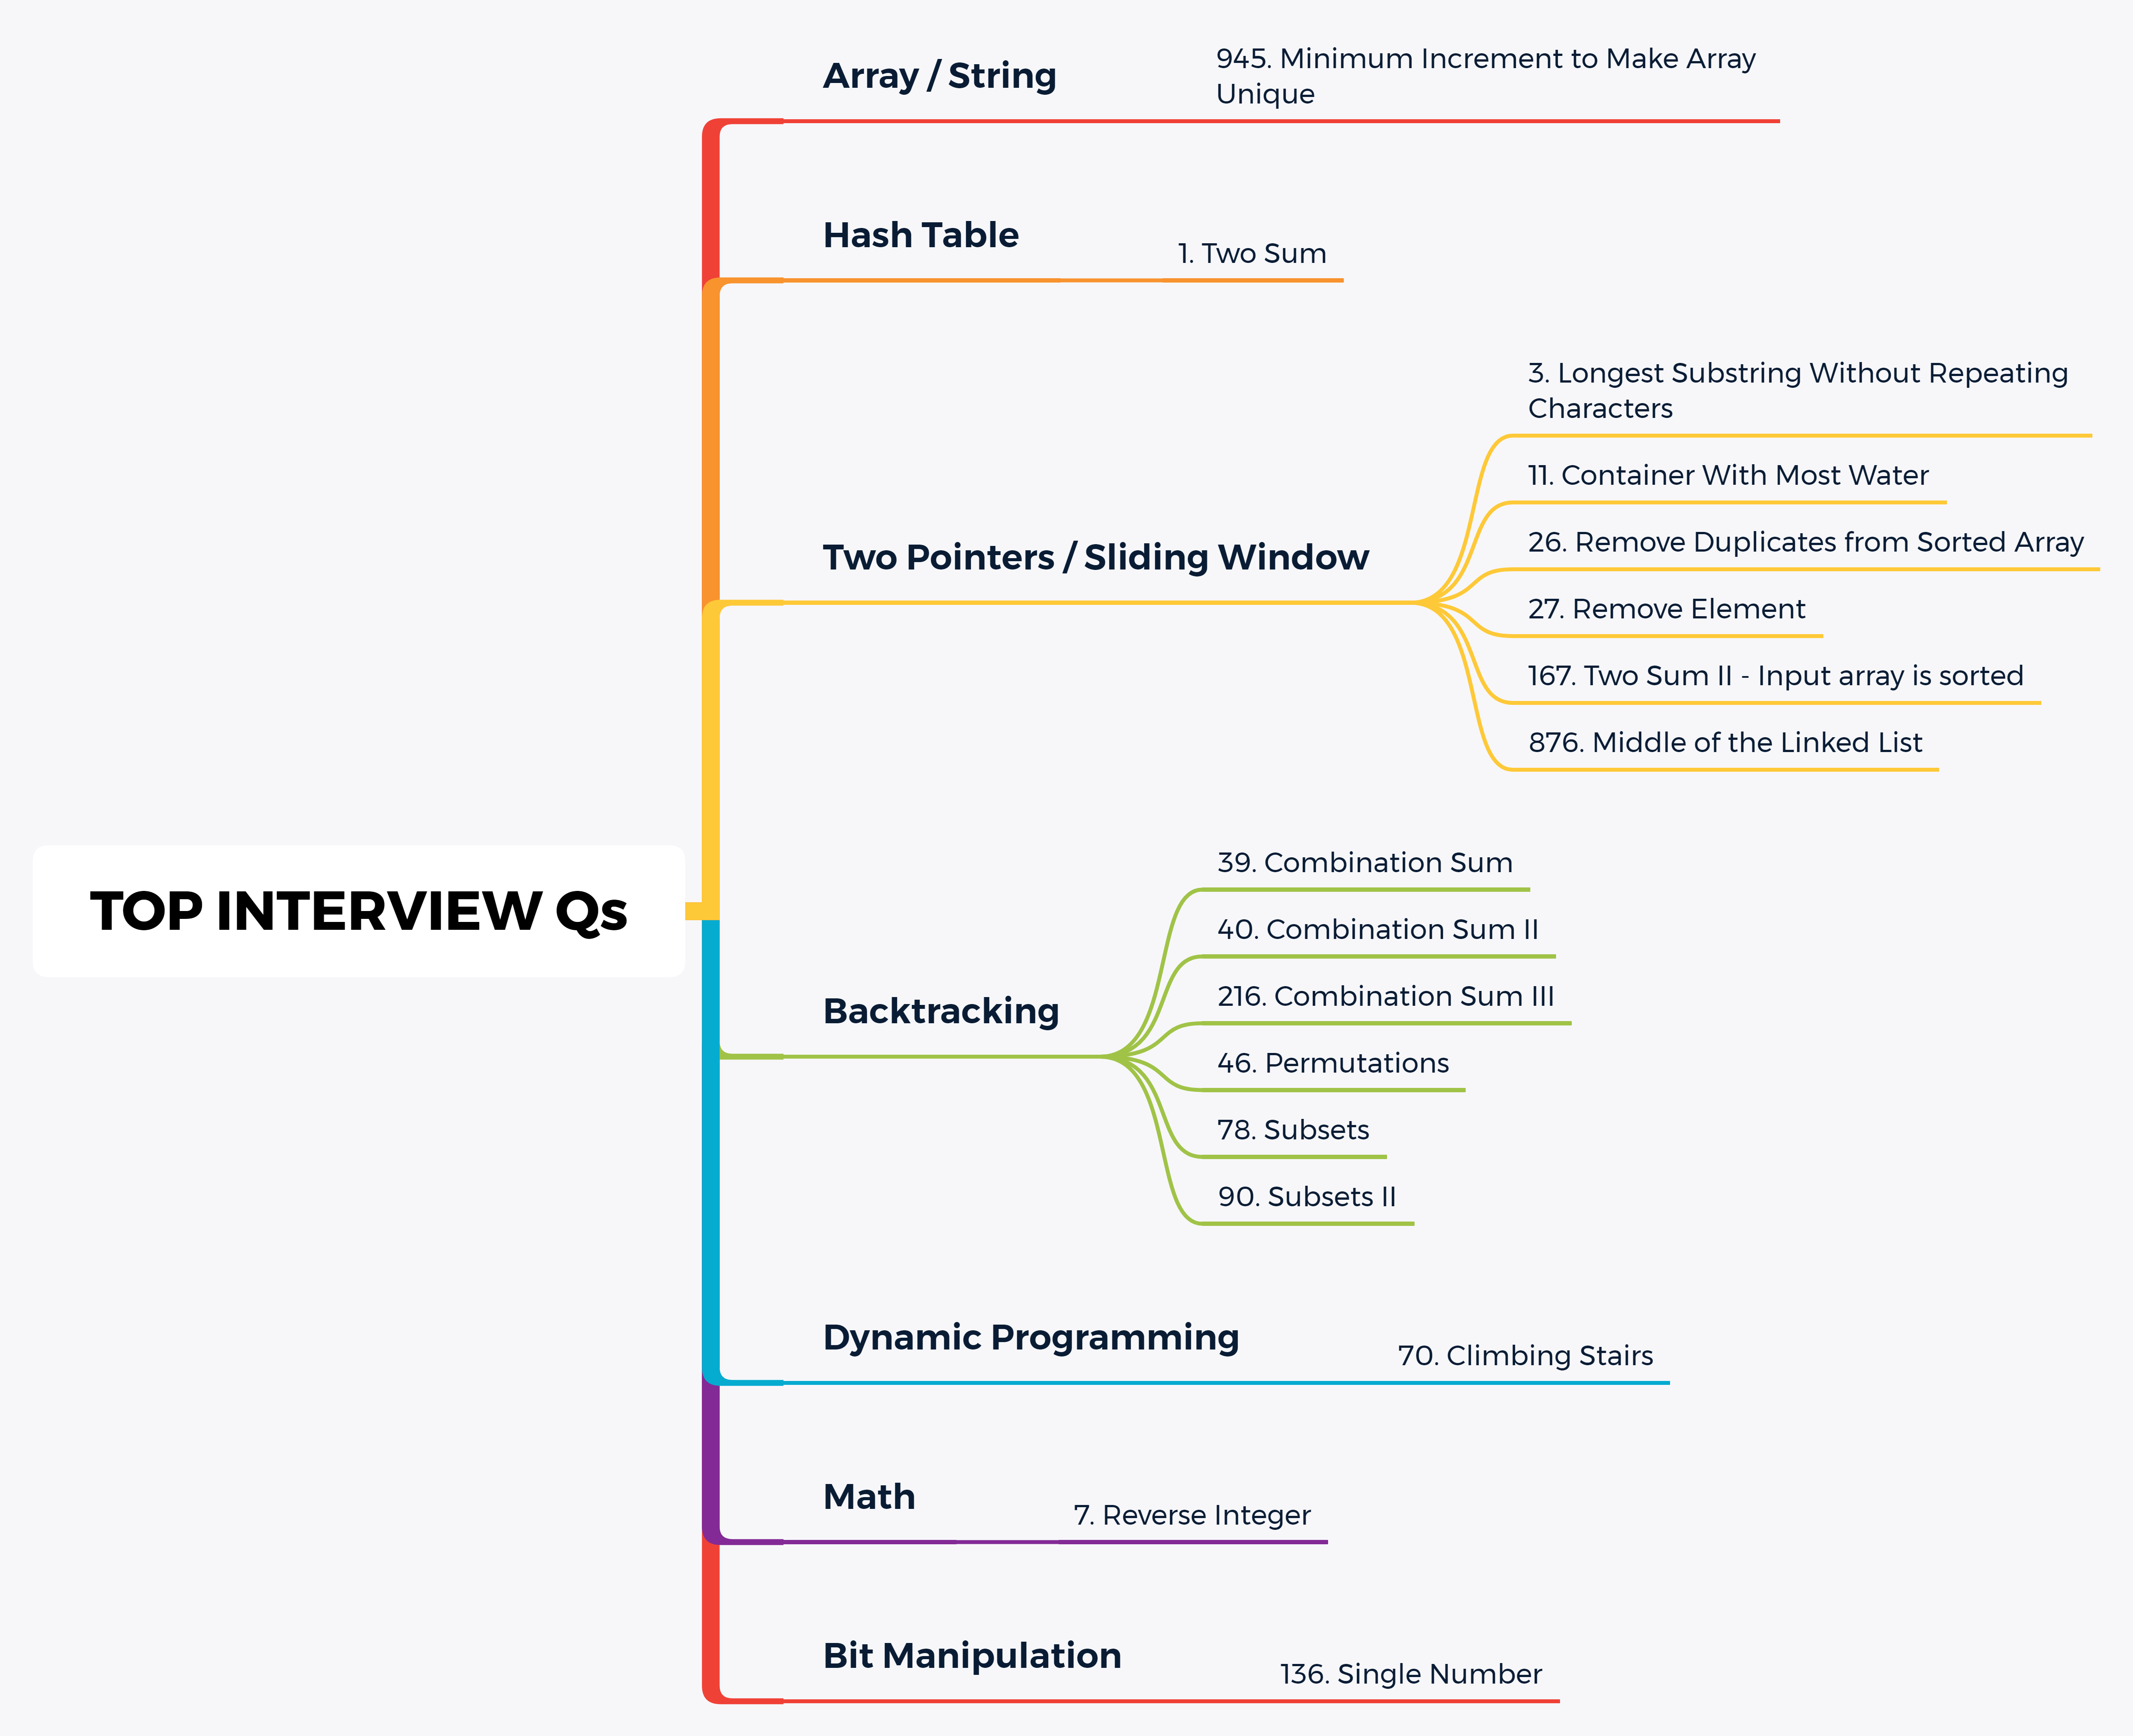 TOP INTERVIEW Qs
Array / String
945. Minimum Increment to Make Array
Unique
Hash Table
1. Two Sum
Two Pointers / Sliding Window
3. Longest Substring Without Repeating
Characters
11. Container With Most Water
26. Remove Duplicates from Sorted Array
27. Remove Element
167. Two Sum II - Input array is sorted
876. Middle of the Linked List
Backtracking
39. Combination Sum
40. Combination Sum II
216. Combination Sum III
46. Permutations
78. Subsets
90. Subsets II
Dynamic Programming
70. Climbing Stairs
Math
7. Reverse Integer
Bit Manipulation
136. Single Number